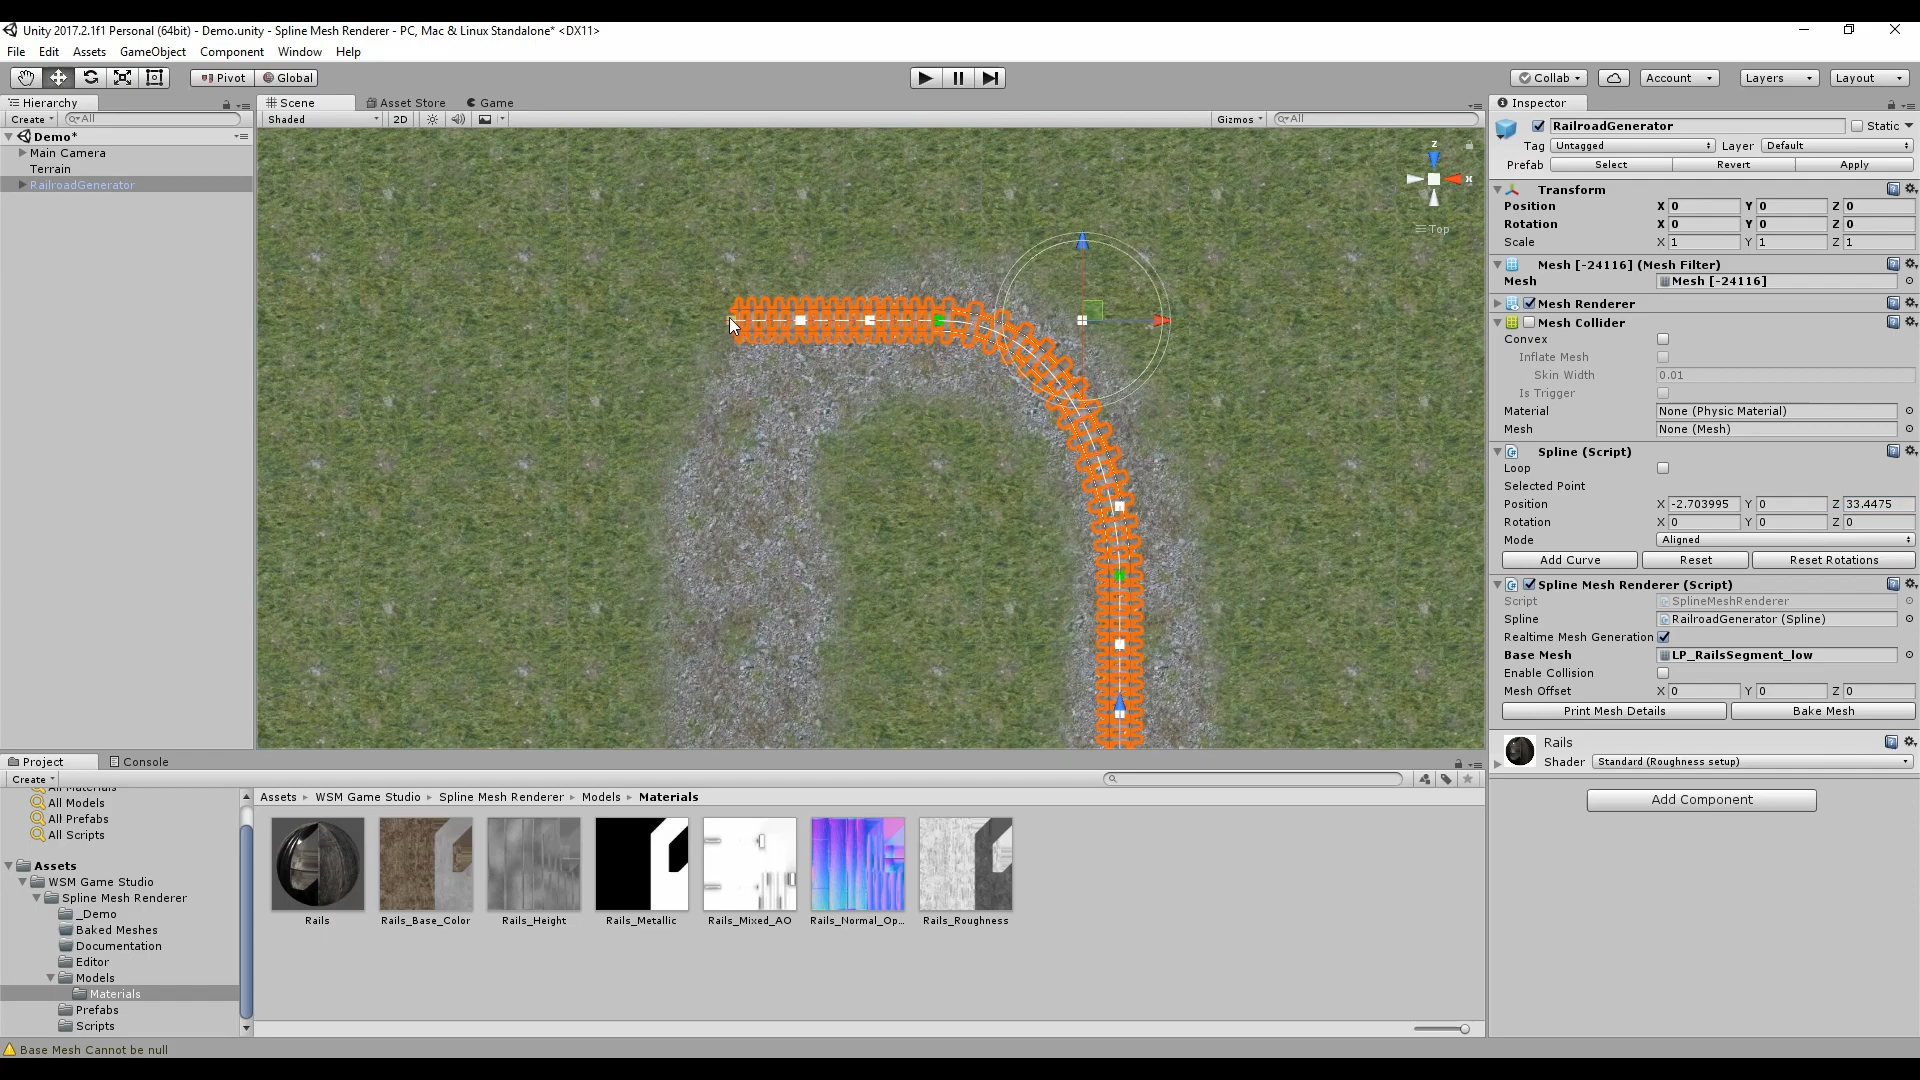 Unity 2017.2.1f1 Personal (64bit) - Demo.unity - Spline Mesh Renderer - PC, Mac & Linux Standalone* <DX11>
File Edit Assets GameObject Component Window Help
Pivot Global Collab Account Layers Layout
Hierarchy
Create All
Demo*
Main Camera
Terrain
RailroadGenerator
Scene Asset Store Game
Shaded 2D Gizmos All
z
x
Top
Inspector
RailroadGenerator Static
Tag Untagged Layer Default
Prefab Select Revert Apply
Transform
Position X 0 Y 0 Z 0
Rotation X 0 Y 0 Z 0
Scale X 1 Y 1 Z 1
Mesh [-24116] (Mesh Filter)
Mesh Mesh [-24116]
Mesh Renderer
Mesh Collider
Convex
Inflate Mesh
Skin Width 0.01
Is Trigger
Material None (Physic Material)
Mesh None (Mesh)
Spline (Script)
Loop
Selected Point
Position X -2.703995 Y 0 Z 33.4475
Rotation X 0 Y 0 Z 0
Mode Aligned
Add Curve Reset Reset Rotations
Spline Mesh Renderer (Script)
Script SplineMeshRenderer
Spline RailroadGenerator (Spline)
Realtime Mesh Generation
Base Mesh LP_RailsSegment_low
Enable Collision
Mesh Offset X 0 Y 0 Z 0
Print Mesh Details Bake Mesh
Rails
Shader Standard (Roughness setup)
Add Component
Project Console
Create
All Materials
All Models
All Prefabs
All Scripts
Assets
WSM Game Studio
Spline Mesh Renderer
_Demo
Baked Meshes
Documentation
Editor
Models
Materials
Prefabs
Scripts
Assets WSM Game Studio Spline Mesh Renderer Models Materials
Rails Rails_Base_Color Rails_Height Rails_Metallic Rails_Mixed_AO Rails_Normal_Op... Rails_Roughness
Base Mesh Cannot be null